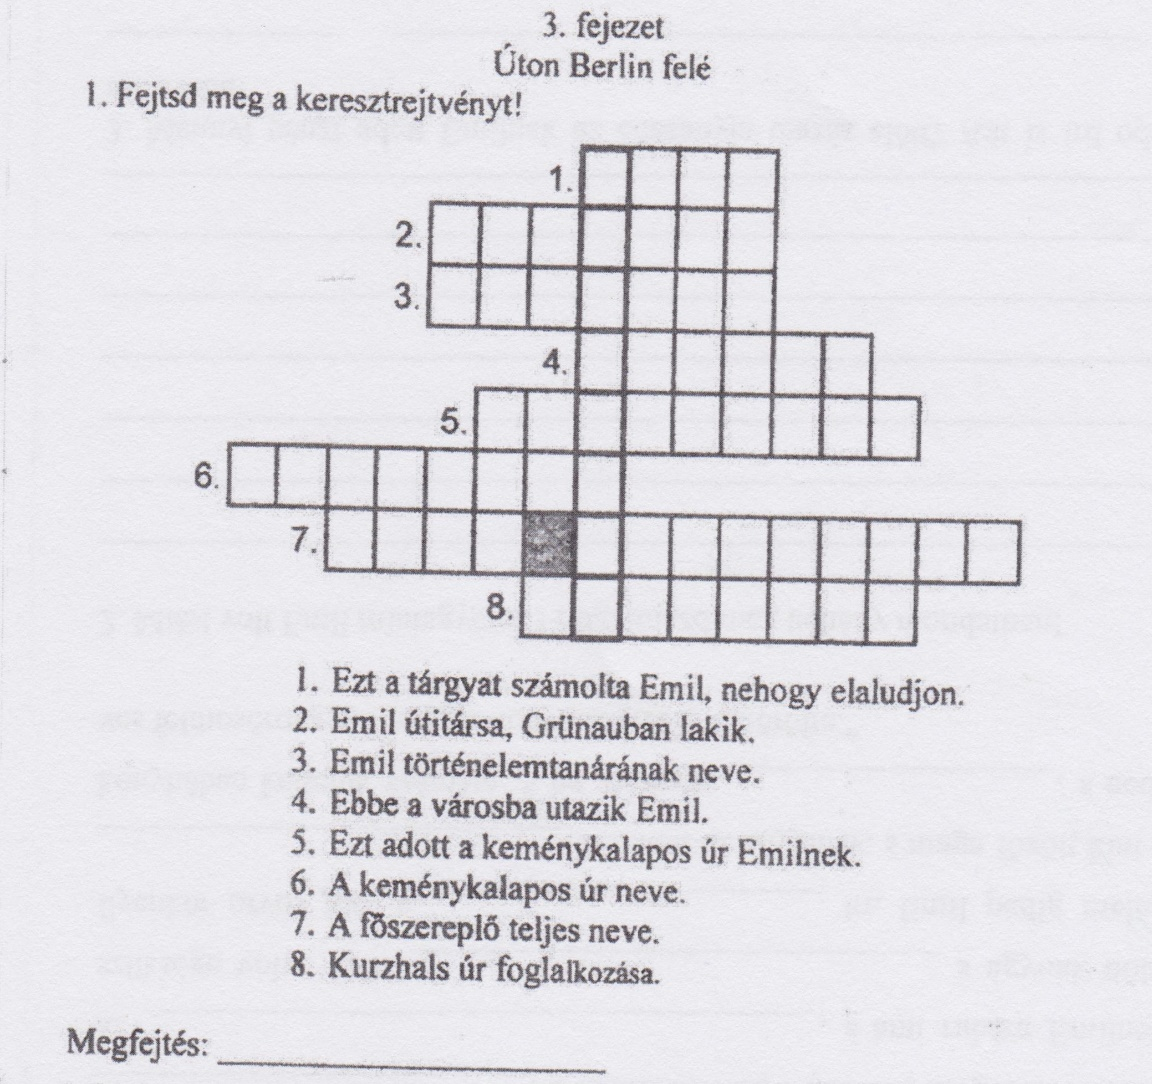 3. fejezet
Úton Berlin felé
1. Fejtsd meg a keresztrejtvényt!
1.
2.
3.
4.
5.
6.
7.
8.
1. Ezt a tárgyat számolta Emil, nehogy elaludjon.
2. Emil útitársa, Grünauban lakik.
3. Emil történelemtanárának neve.
4. Ebbe a városba utazik Emil.
5. Ezt adott a keménykalapos úr Emilnek.
6. A keménykalapos úr neve.
7. A főszereplő teljes neve.
8. Kurzhals úr foglalkozása.
Megfejtés: